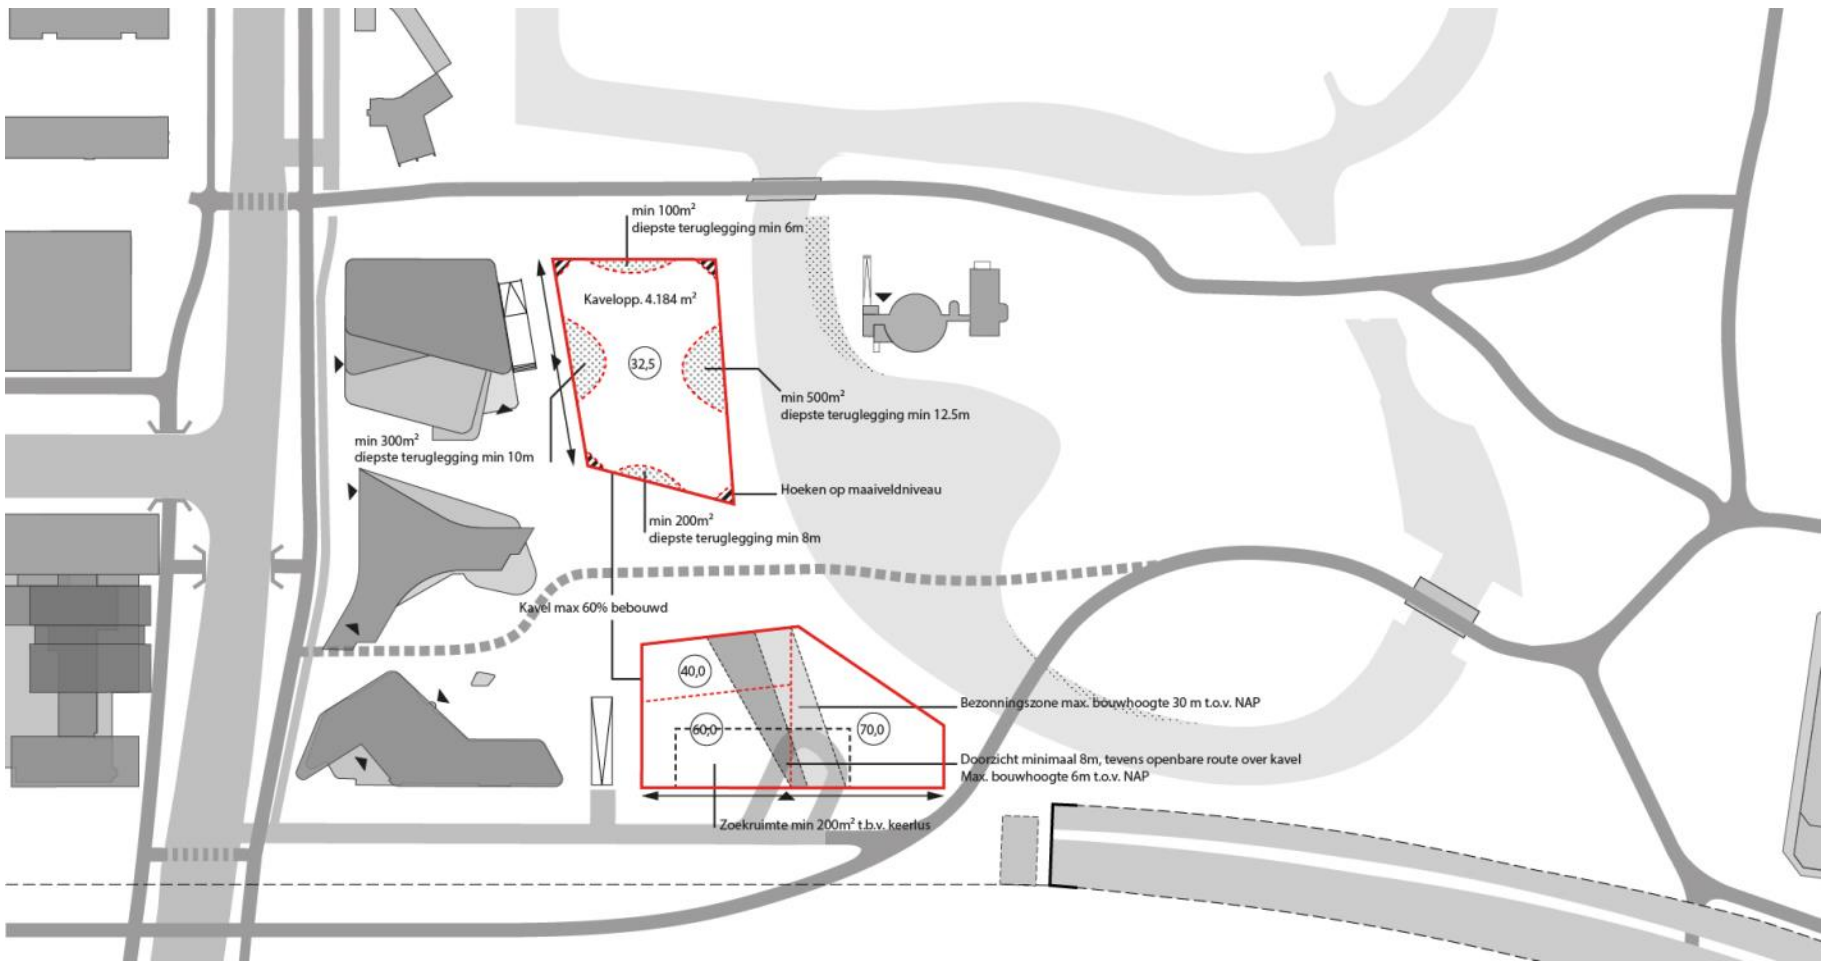 min 100m²
diepste teruglegging min 6m
Kavelopp. 4.184 m²
32,5
min 500m²
diepste teruglegging min 12.5m
min 300m²
diepste teruglegging min 10m
Hoeken op maaiveldniveau
min 200m²
diepste teruglegging min 8m
Kavel max 60% bebouwd
40,0
60,0
70,0
Bezonningszone max. bouwhoogte 30 m t.o.v. NAP
Doorzicht minimaal 8m, tevens openbare route over kavel
Max. bouwhoogte 6m t.o.v. NAP
Zoekruimte min 200m² t.b.v. keerlus